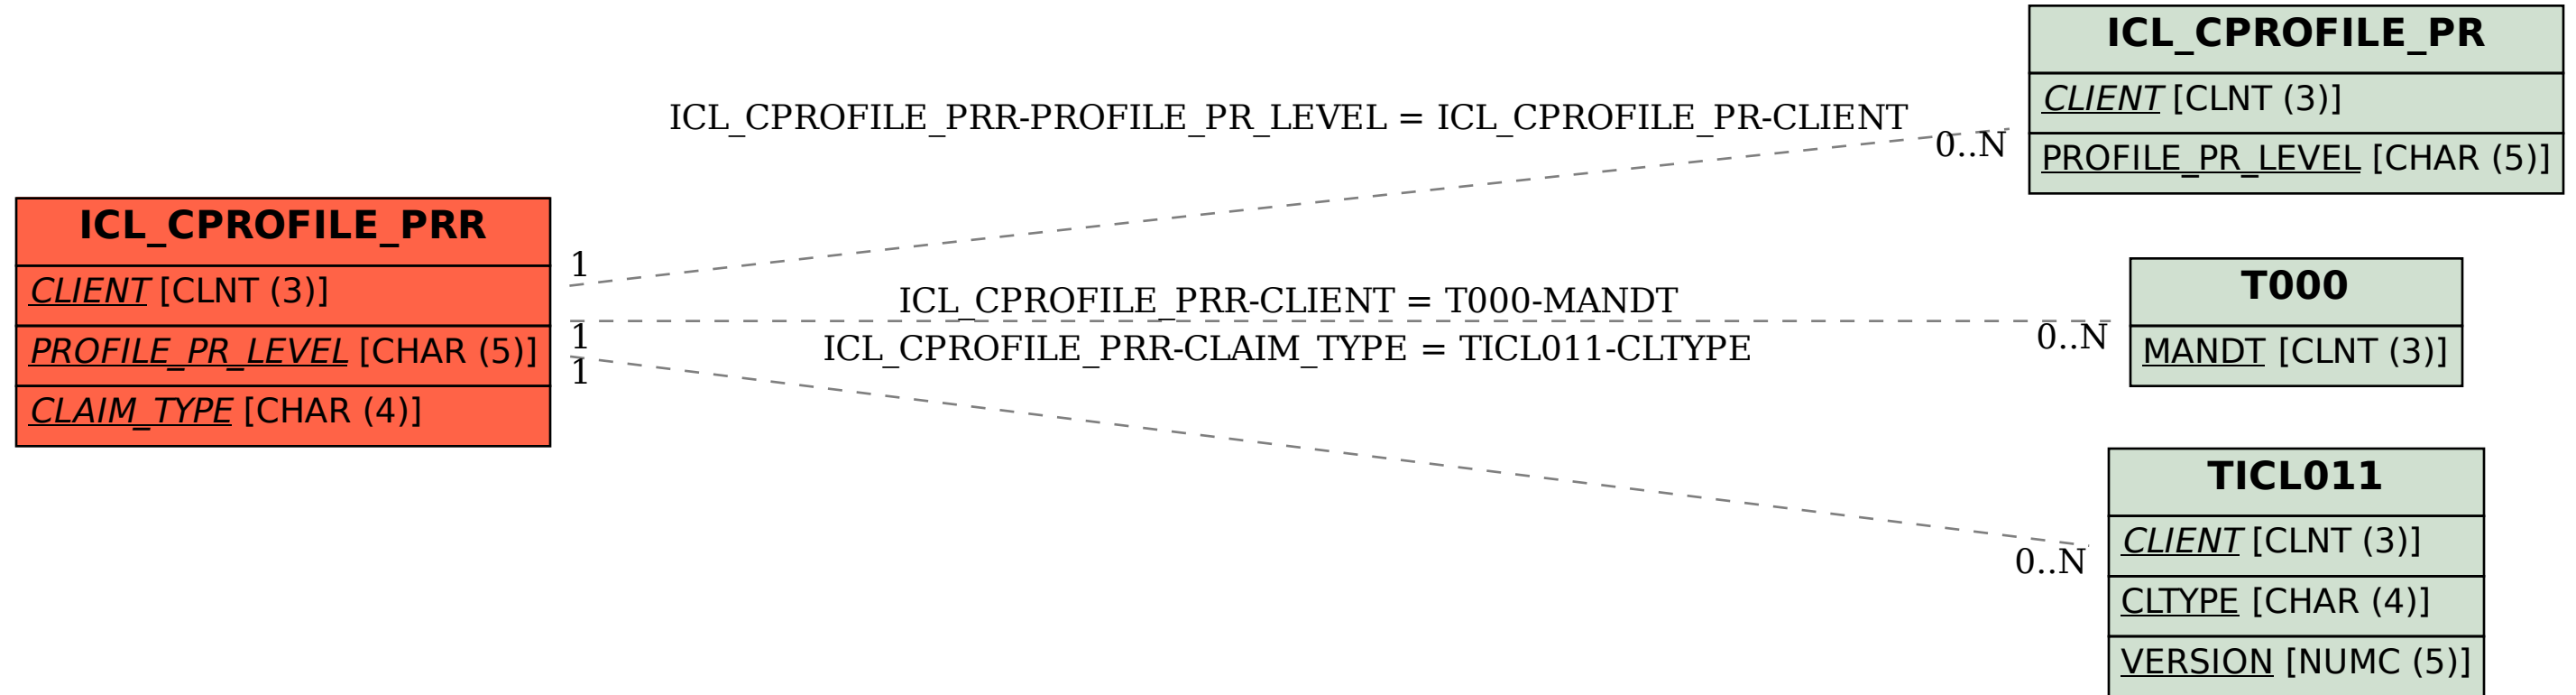 ICL_CPROFILE_PRR
CLIENT [CLNT (3)]
PROFILE_PR_LEVEL [CHAR (5)]
CLAIM_TYPE [CHAR (4)]
ICL_CPROFILE_PRR-PROFILE_PR_LEVEL = ICL_CPROFILE_PR-CLIENT
1
0..N
ICL_CPROFILE_PRR-CLIENT = T000-MANDT
1
0..N
ICL_CPROFILE_PRR-CLAIM_TYPE = TICL011-CLTYPE
1
0..N
ICL_CPROFILE_PR
CLIENT [CLNT (3)]
PROFILE_PR_LEVEL [CHAR (5)]
T000
MANDT [CLNT (3)]
TICL011
CLIENT [CLNT (3)]
CLTYPE [CHAR (4)]
VERSION [NUMC (5)]